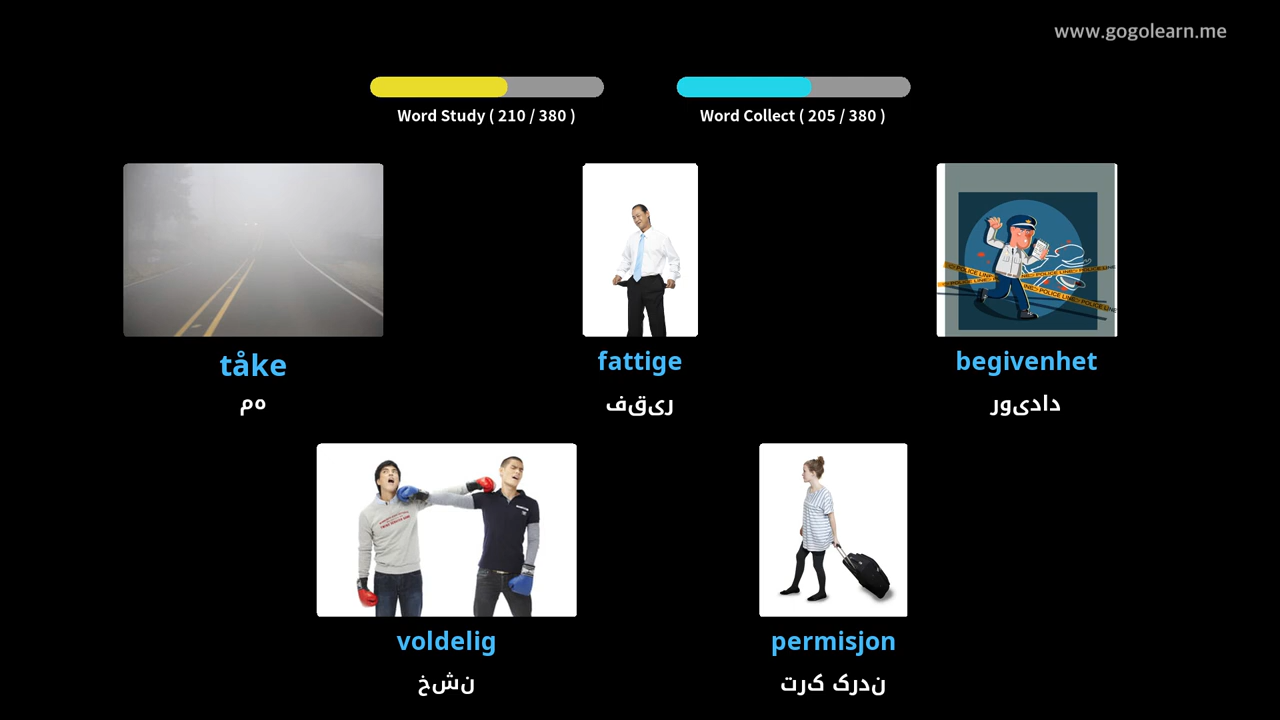 www.gogolearn.me
Word Study ( 210 / 380 )
Word Collect ( 205 / 380 )
tåke
هم
fattige
ریقف
begivenhet
دادیور
voldelig
نشخ
permisjon
ندرک کرت